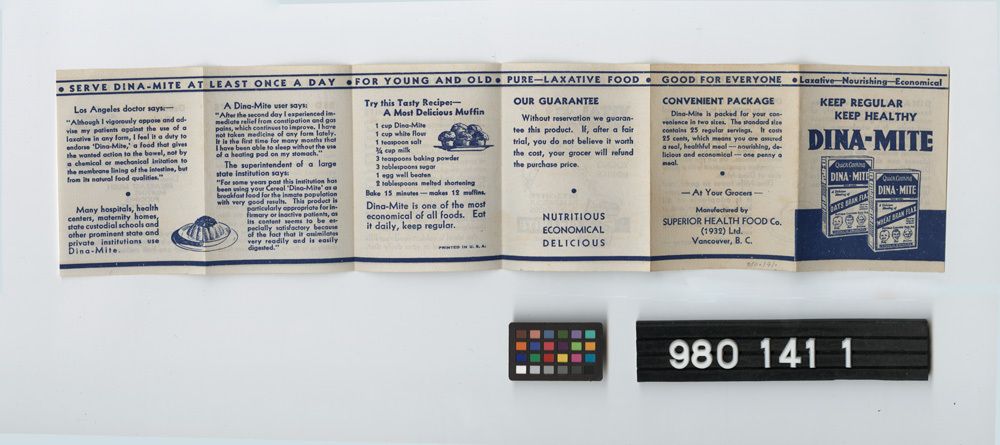 • SERVE DINA-MITE AT LEAST ONCE A DAY • FOR YOUNG AND OLD • PURE—LAXATIVE FOOD • GOOD FOR EVERYONE • Laxative—Nourishing—Economical
Los Angeles doctor says:—
"Although I vigorously oppose and ad-
vise my patients against the use of a
laxative in any form, I feel it a duty to
endorse 'Dina-Mite,' a food that gives
the wanted action to the bowel, not by
a chemical or mechanical irritation to
the membrane lining of the intestine, but
from its natural food qualities."
•
Many hospitals, health
centers, maternity homes,
state custodial schools and
other prominent state and
private institutions use
Dina-Mite.
A Dina-Mite user says:
"After the second day I experienced im-
mediate relief from constipation and gas
pains, which continues to improve. I have
not taken medicine of any form lately.
It is the first time for many months that
I have been able to sleep without the use
of a heating pad on my stomach."
The superintendent of a large
state institution says:
"For some years past this institution has
been using your Cereal 'Dina-Mite' as a
breakfast food for the inmate population
with very good results. This product is
particularly appropriate for in-
firmary or inactive patients, as
its content seems to be es-
pecially satisfactory because
of the fact that it assimilates
very readily and is easily
digested."
Try this Tasty Recipe:—
A Most Delicious Muffin
1 cup Dina-Mite
1 cup white flour
1 teaspoon salt
¾ cup milk
3 teaspoons baking powder
3 tablespoons sugar
1 egg well beaten
2 tablespoons melted shortening
Bake 15 minutes — makes 12 muffins.
Dina-Mite is one of the most
economical of all foods. Eat
it daily, keep regular.
PRINTED IN U.S.A.
OUR GUARANTEE
Without reservation we guaran-
tee this product. If, after a fair
trial, you do not believe it worth
the cost, your grocer will refund
the purchase price.
•
NUTRITIOUS
ECONOMICAL
DELICIOUS
CONVENIENT PACKAGE
Dina-Mite is packed for your con-
venience in two sizes. The standard size
contains 25 regular servings. It costs
25 cents, which means you are assured
a real, healthful meal — nourishing, de-
licious and economical — one penny a
meal.
•
— At Your Grocers —
Manufactured by
SUPERIOR HEALTH FOOD Co.
(1932) Ltd.
Vancouver, B. C.
KEEP REGULAR
KEEP HEALTHY
DINA-MITE
Quick Cooking
DINA-MITE
OATS BRAN FLAX
Quick Cooking
DINA-MITE
WHEAT BRAN FLAX
980 141 1